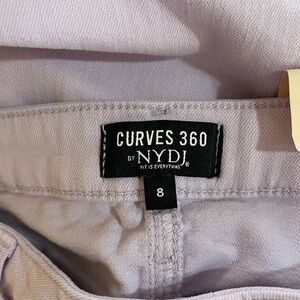 CURVES 360
BY NYDJ
FIT IS EVERYTHING®
8